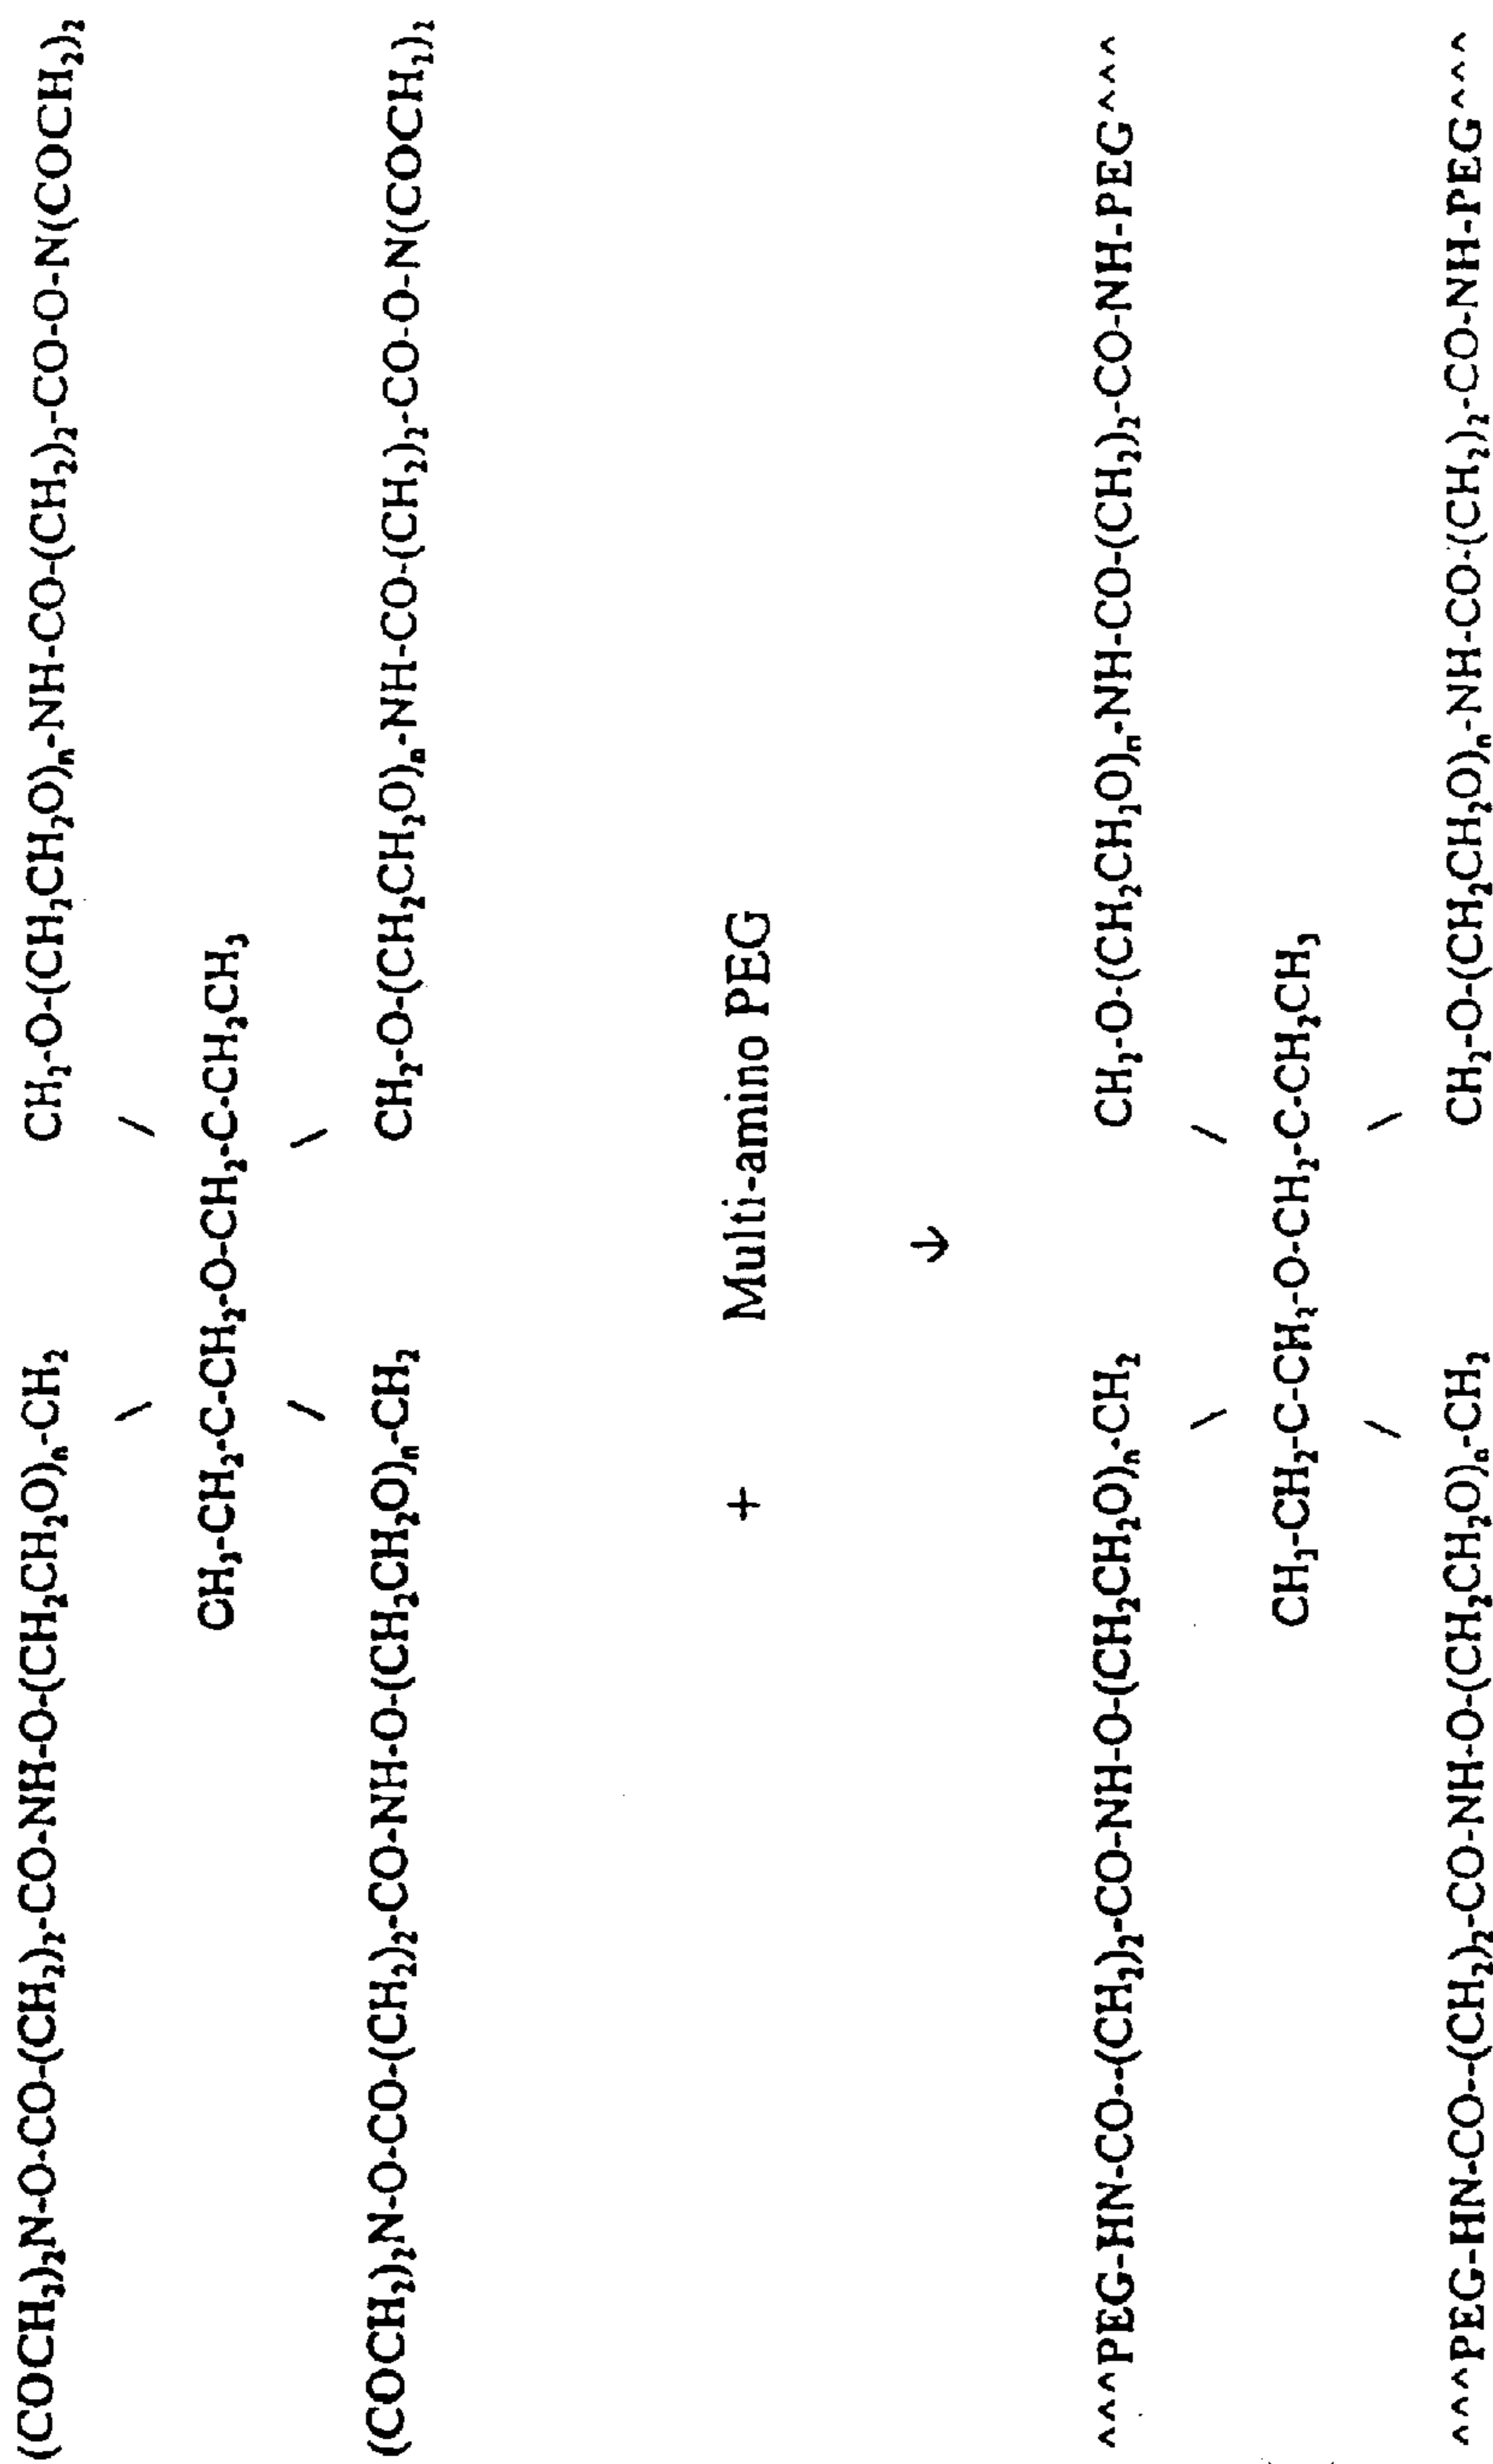 (COCH₂)₂N-O-CO-(CH₂)₂-CO-NH-O-(CH₂CH₂O)ₙ-CH₂ CH₂-O-(CH₂CH₂O)ₙ-NH-CO-(CH₂)₂-CO-O-N(COCH₂)₂
\ /
CH₃-CH₂-C-CH₂-O-CH₂-C-CH₂CH₃
/ \
(COCH₂)₂N-O-CO-(CH₂)₂-CO-NH-O-(CH₂CH₂O)ₙ-CH₂ CH₂-O-(CH₂CH₂O)ₙ-NH-CO-(CH₂)₂-CO-O-N(COCH₂)₂
+ Multi-amino PEG
↓
^^^PEG-HN-CO--(CH₂)₂-CO-NH-O-(CH₂CH₂O)ₙ-CH₂ CH₂-O-(CH₂CH₂O)ₙ-NH-CO-(CH₂)₂-CO-NH-PEG^^^
\ /
CH₃-CH₂-C-CH₂-O-CH₂-C-CH₂CH₃
/ \
^^^PEG-HN-CO--(CH₂)₂-CO-NH-O-(CH₂CH₂O)ₙ-CH₂ CH₂-O-(CH₂CH₂O)ₙ-NH-CO-(CH₂)₂-CO-NH-PEG^^^